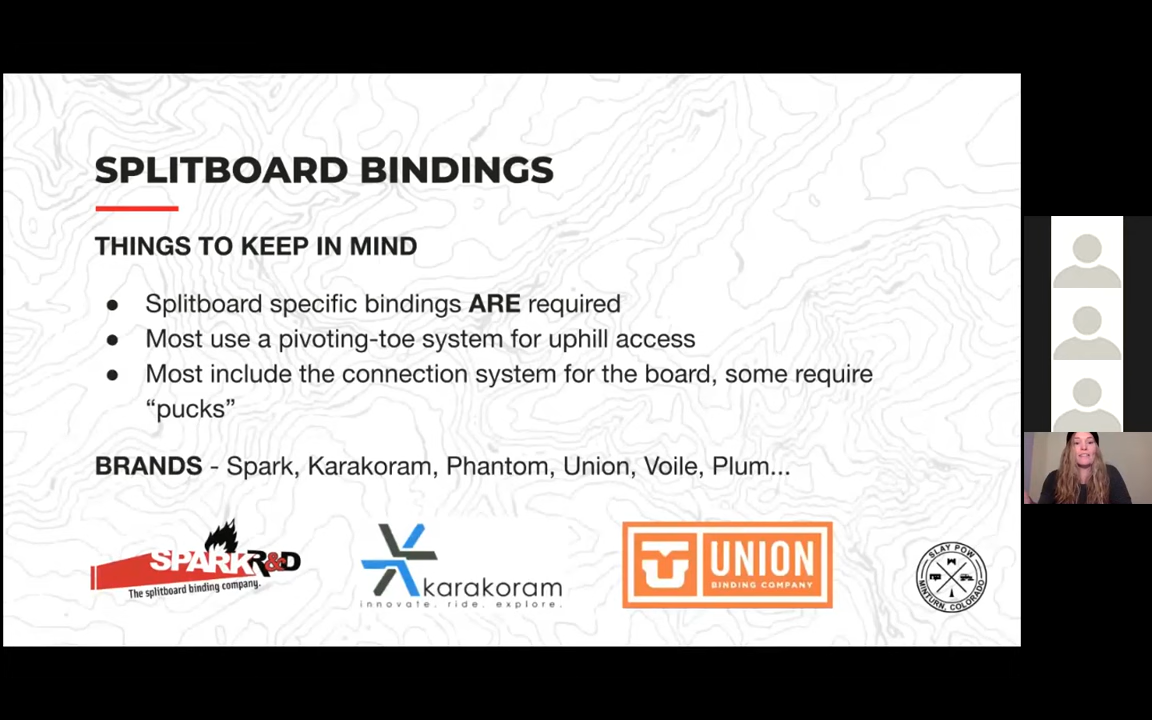 SPLITBOARD BINDINGS
THINGS TO KEEP IN MIND
● Splitboard specific bindings ARE required
● Most use a pivoting-toe system for uphill access
● Most include the connection system for the board, some require
“pucks”
BRANDS - Spark, Karakoram, Phantom, Union, Voile, Plum...
SPARK R&D
The splitboard binding company.
karakoram
innovate. ride. explore.
UNION
BINDING COMPANY
SLAY POW
MINTURN, COLORADO